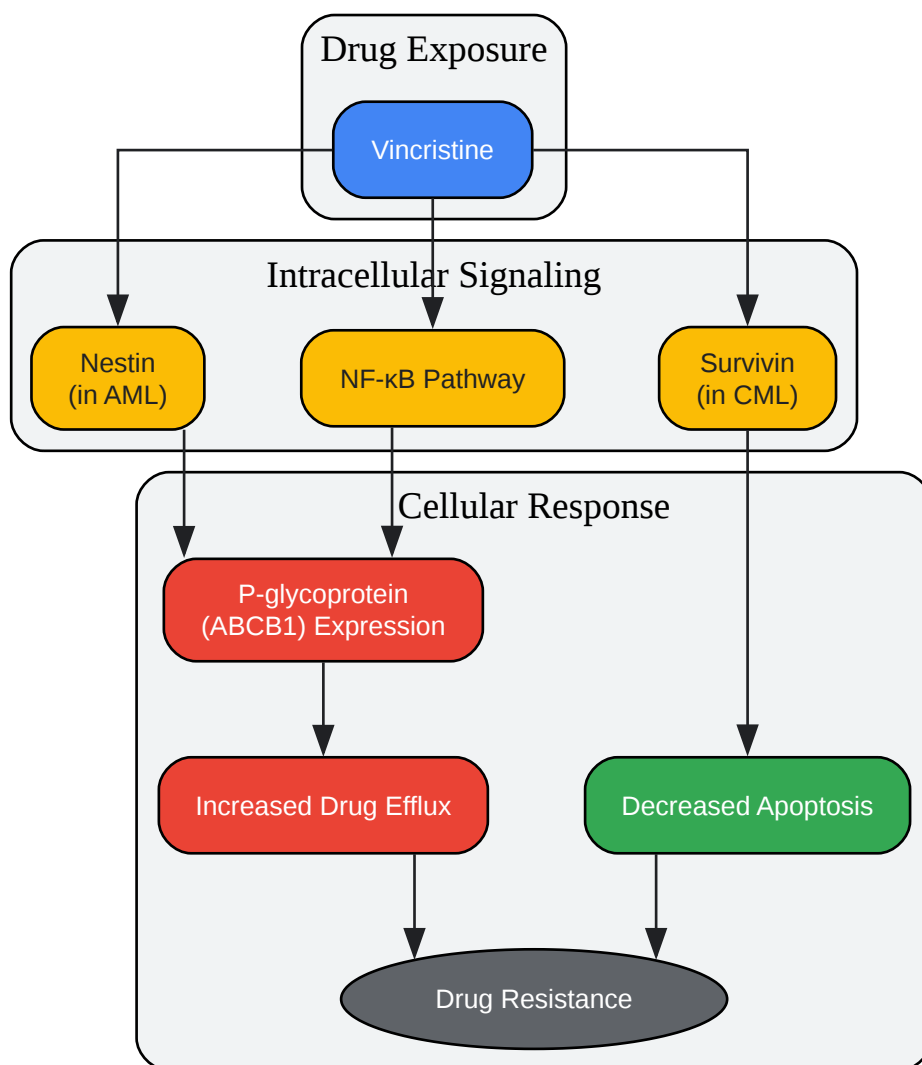 Drug Exposure
Vincristine
Intracellular Signaling
Nestin
(in AML)
NF-κB Pathway
Survivin
(in CML)
Cellular Response
P-glycoprotein
(ABCB1) Expression
Increased Drug Efflux
Decreased Apoptosis
Drug Resistance